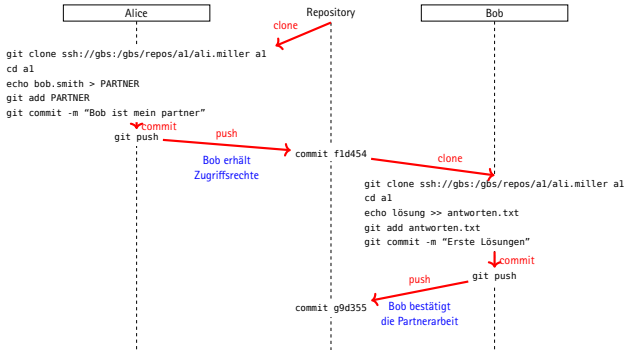 Alice
Repository
Bob
clone
git clone ssh://gbs:/gbs/repos/a1/ali.miller a1
cd a1
echo bob.smith > PARTNER
git add PARTNER
git commit -m “Bob ist mein partner”
commit
git push
push
commit f1d454
clone
Bob erhält
Zugriffsrechte
git clone ssh://gbs:/gbs/repos/a1/ali.miller a1
cd a1
echo lösung >> antworten.txt
git add antworten.txt
git commit -m “Erste Lösungen”
commit
git push
push
commit g9d355
Bob bestätigt
die Partnerarbeit